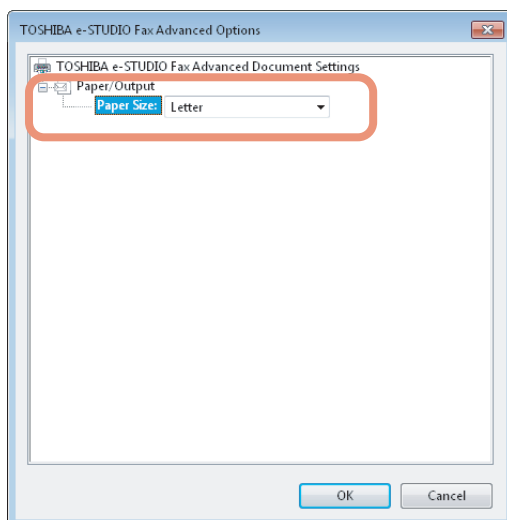 TOSHIBA e-STUDIO Fax Advanced Options
TOSHIBA e-STUDIO Fax Advanced Document Settings
Paper/Output
Paper Size: Letter
OK Cancel